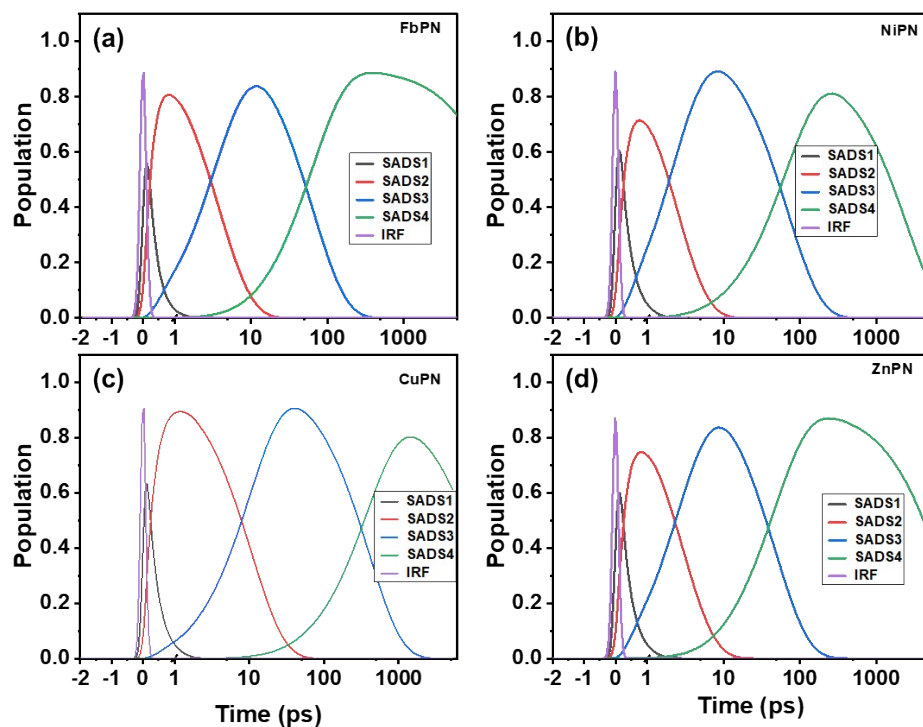 (a) FbPN
Population
1.0
0.8
0.6
0.4
0.2
0.0
SADS1
SADS2
SADS3
SADS4
IRF
-2 -1 0 1 10 100 1000
(b) NiPN
Population
1.0
0.8
0.6
0.4
0.2
0.0
SADS1
SADS2
SADS3
SADS4
IRF
-2 -1 0 1 10 100 1000
(c) CuPN
Population
1.0
0.8
0.6
0.4
0.2
0.0
SADS1
SADS2
SADS3
SADS4
IRF
-2 -1 0 1 10 100 1000
Time (ps)
(d) ZnPN
Population
1.0
0.8
0.6
0.4
0.2
0.0
SADS1
SADS2
SADS3
SADS4
IRF
-2 -1 0 1 10 100 1000
Time (ps)